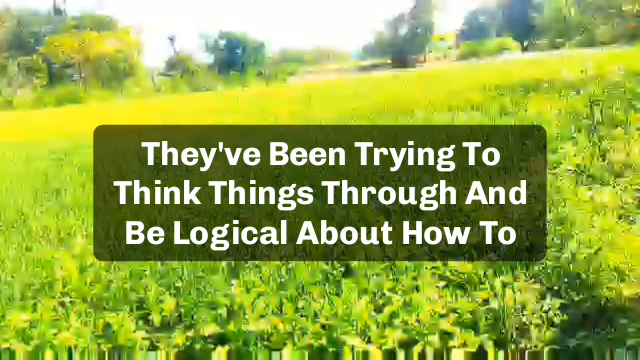 They've Been Trying To
Think Things Through And
Be Logical About How To